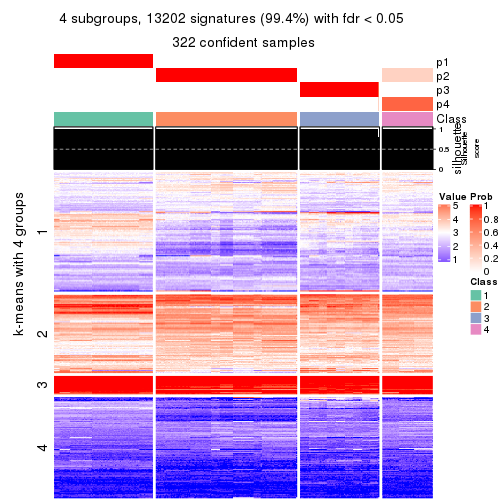 4 subgroups, 13202 signatures (99.4%) with fdr < 0.05
322 confident samples
p1
p2
p3
p4
Class
silhouette
Silhouette
score
1
0.5
0
k-means with 4 groups
1
2
3
4
Value
5
4
3
2
1
Prob
1
0.8
0.6
0.4
0.2
0
Class
1
2
3
4